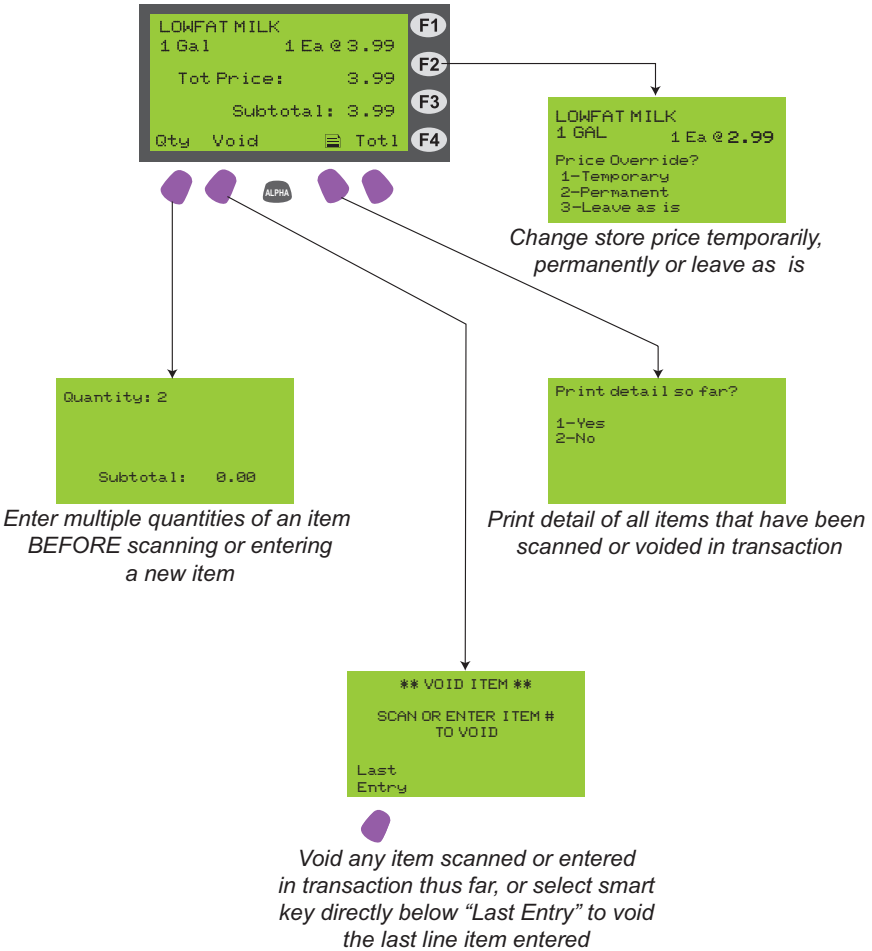 LOWFAT MILK
1 Gal 1 Ea @ 3.99
Tot Price: 3.99
Subtotal: 3.99
Qty Void Totl
F1
F2
F3
F4
ALPHA
LOWFAT MILK
1 GAL 1 Ea @ 2.99
Price Override?
1-Temporary
2-Permanent
3-Leave as is
Change store price temporarily,
permanently or leave as is
Quantity: 2
Subtotal: 0.00
Enter multiple quantities of an item
BEFORE scanning or entering
a new item
Print detail so far?
1-Yes
2-No
Print detail of all items that have been
scanned or voided in transaction
** VOID ITEM **
SCAN OR ENTER ITEM #
TO VOID
Last
Entry
Void any item scanned or entered
in transaction thus far, or select smart
key directly below “Last Entry” to void
the last line item entered